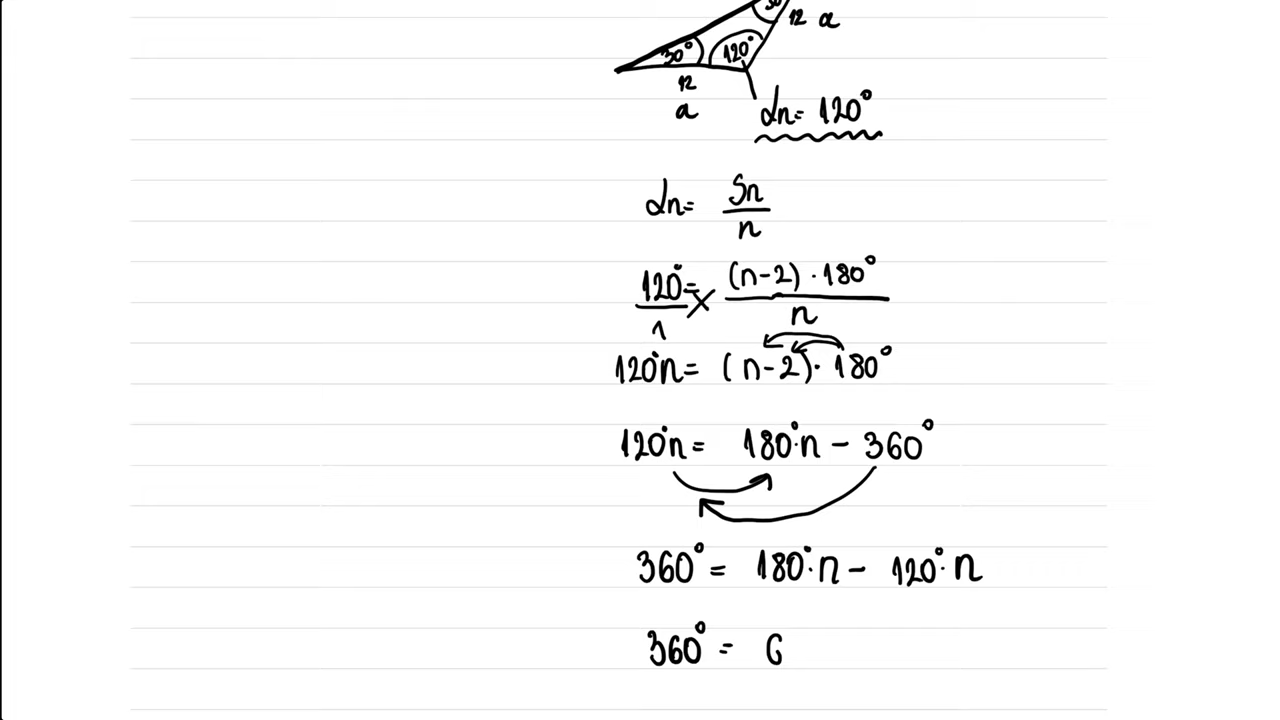 30°
12 a
30° 120°
12
a αn= 120°
αn= Sn/n
120°/1 = (n-2)·180°/n
120°n= (n-2)·180°
120°n= 180°·n - 360°
360° = 180°·n - 120°·n
360° = 6